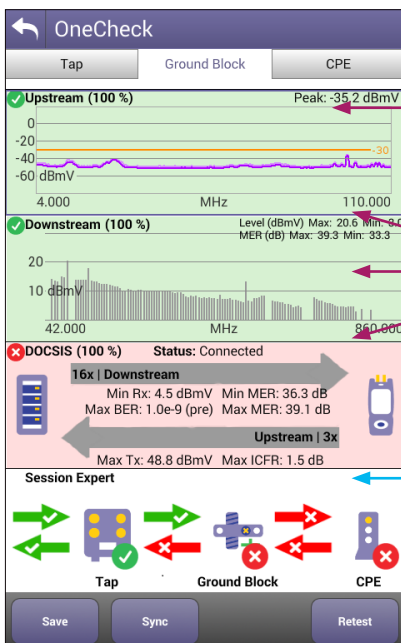 OneCheck
Tap Ground Block CPE
Upstream (100 %) Peak: -35.2 dBmV
0
-20
-30
-40
-60 dBmV
4.000 MHz 110.000
Downstream (100 %) Level (dBmV) Max: 20.6 Min:
MER (dB) Max: 39.3 Min: 33.3
20
10 dBmV
42.000 MHz 860.000
DOCSIS (100 %) Status: Connected
16x | Downstream
Min Rx: 4.5 dBmV Min MER: 36.3 dB
Max BER: 1.0e-9 (pre) Max MER: 39.1 dB
Upstream | 3x
Max Tx: 48.8 dBmV Max ICFR: 1.5 dB
Session Expert
Tap Ground Block CPE
Save Sync Retest